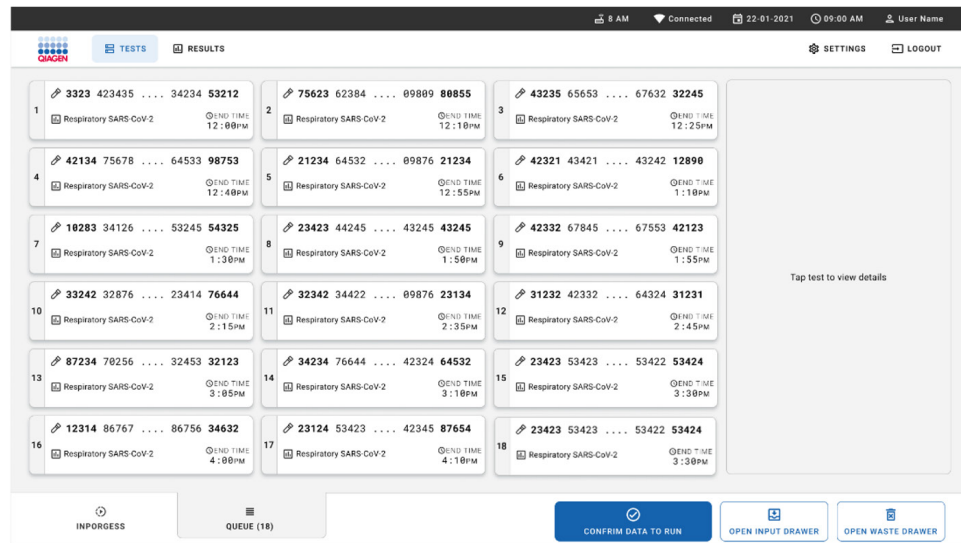 8 AM Connected 22-01-2021 09:00 AM User Name
QIAGEN TESTS RESULTS SETTINGS LOGOUT
1 3323 423435 .... 34234 53212
Respiratory SARS-CoV-2 END TIME
12:00PM
2 75623 62384 .... 09809 80855
Respiratory SARS-CoV-2 END TIME
12:10PM
3 43235 65653 .... 67632 32245
Respiratory SARS-CoV-2 END TIME
12:25PM
4 42134 75678 .... 64533 98753
Respiratory SARS-CoV-2 END TIME
12:40PM
5 21234 64532 .... 09876 21234
Respiratory SARS-CoV-2 END TIME
12:55PM
6 42321 43421 .... 43242 12890
Respiratory SARS-CoV-2 END TIME
1:10PM
7 10283 34126 .... 53245 54325
Respiratory SARS-CoV-2 END TIME
1:30PM
8 23423 44245 .... 43245 43245
Respiratory SARS-CoV-2 END TIME
1:50PM
9 42332 67845 .... 67553 42123
Respiratory SARS-CoV-2 END TIME
1:55PM
10 33242 32876 .... 23414 76644
Respiratory SARS-CoV-2 END TIME
2:15PM
11 32342 34422 .... 09876 23134
Respiratory SARS-CoV-2 END TIME
2:35PM
12 31232 42332 .... 64324 31231
Respiratory SARS-CoV-2 END TIME
2:45PM
13 87234 70256 .... 32453 32123
Respiratory SARS-CoV-2 END TIME
3:05PM
14 34234 76644 .... 42324 64532
Respiratory SARS-CoV-2 END TIME
3:10PM
15 23423 53423 .... 53422 53424
Respiratory SARS-CoV-2 END TIME
3:30PM
16 12314 86767 .... 86756 34632
Respiratory SARS-CoV-2 END TIME
4:00PM
17 23124 53423 .... 42345 87654
Respiratory SARS-CoV-2 END TIME
4:10PM
18 23423 53423 .... 53422 53424
Respiratory SARS-CoV-2 END TIME
3:30PM
Tap test to view details
INPORGESS QUEUE (18) CONFRIM DATA TO RUN OPEN INPUT DRAWER OPEN WASTE DRAWER